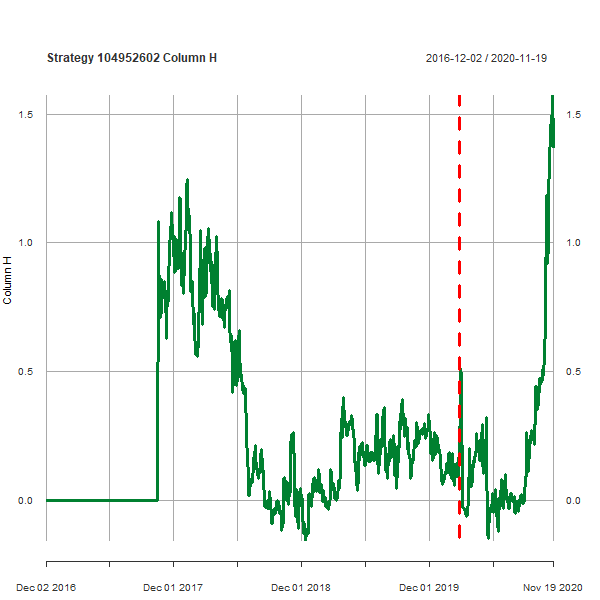 Strategy 104952602 Column H
2016-12-02 / 2020-11-19
1.5
1.5
1.0
1.0
Column H
0.5
0.5
0.0
0.0
Dec 02 2016
Dec 01 2017
Dec 01 2018
Dec 01 2019
Nov 19 2020